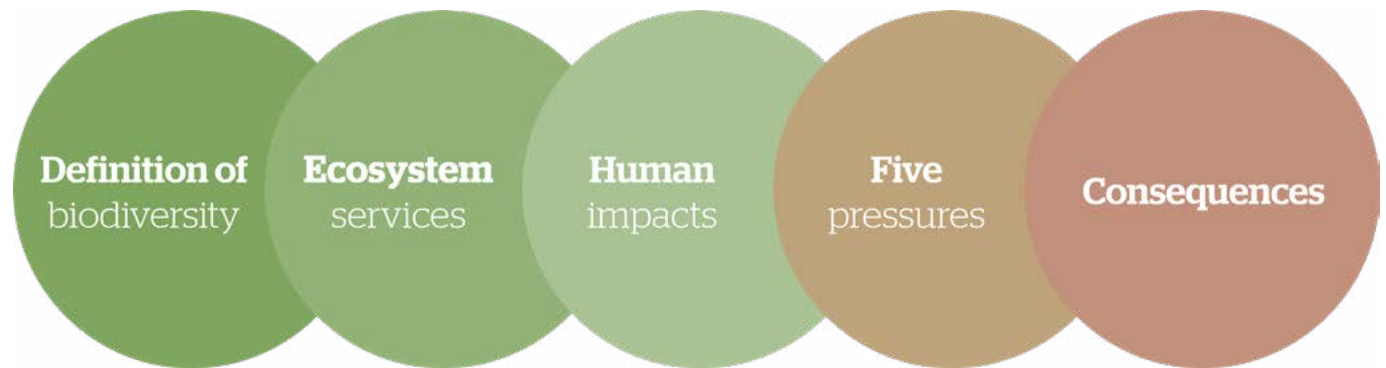 Definition of
biodiversity
Ecosystem
services
Human
impacts
Five
pressures
Consequences